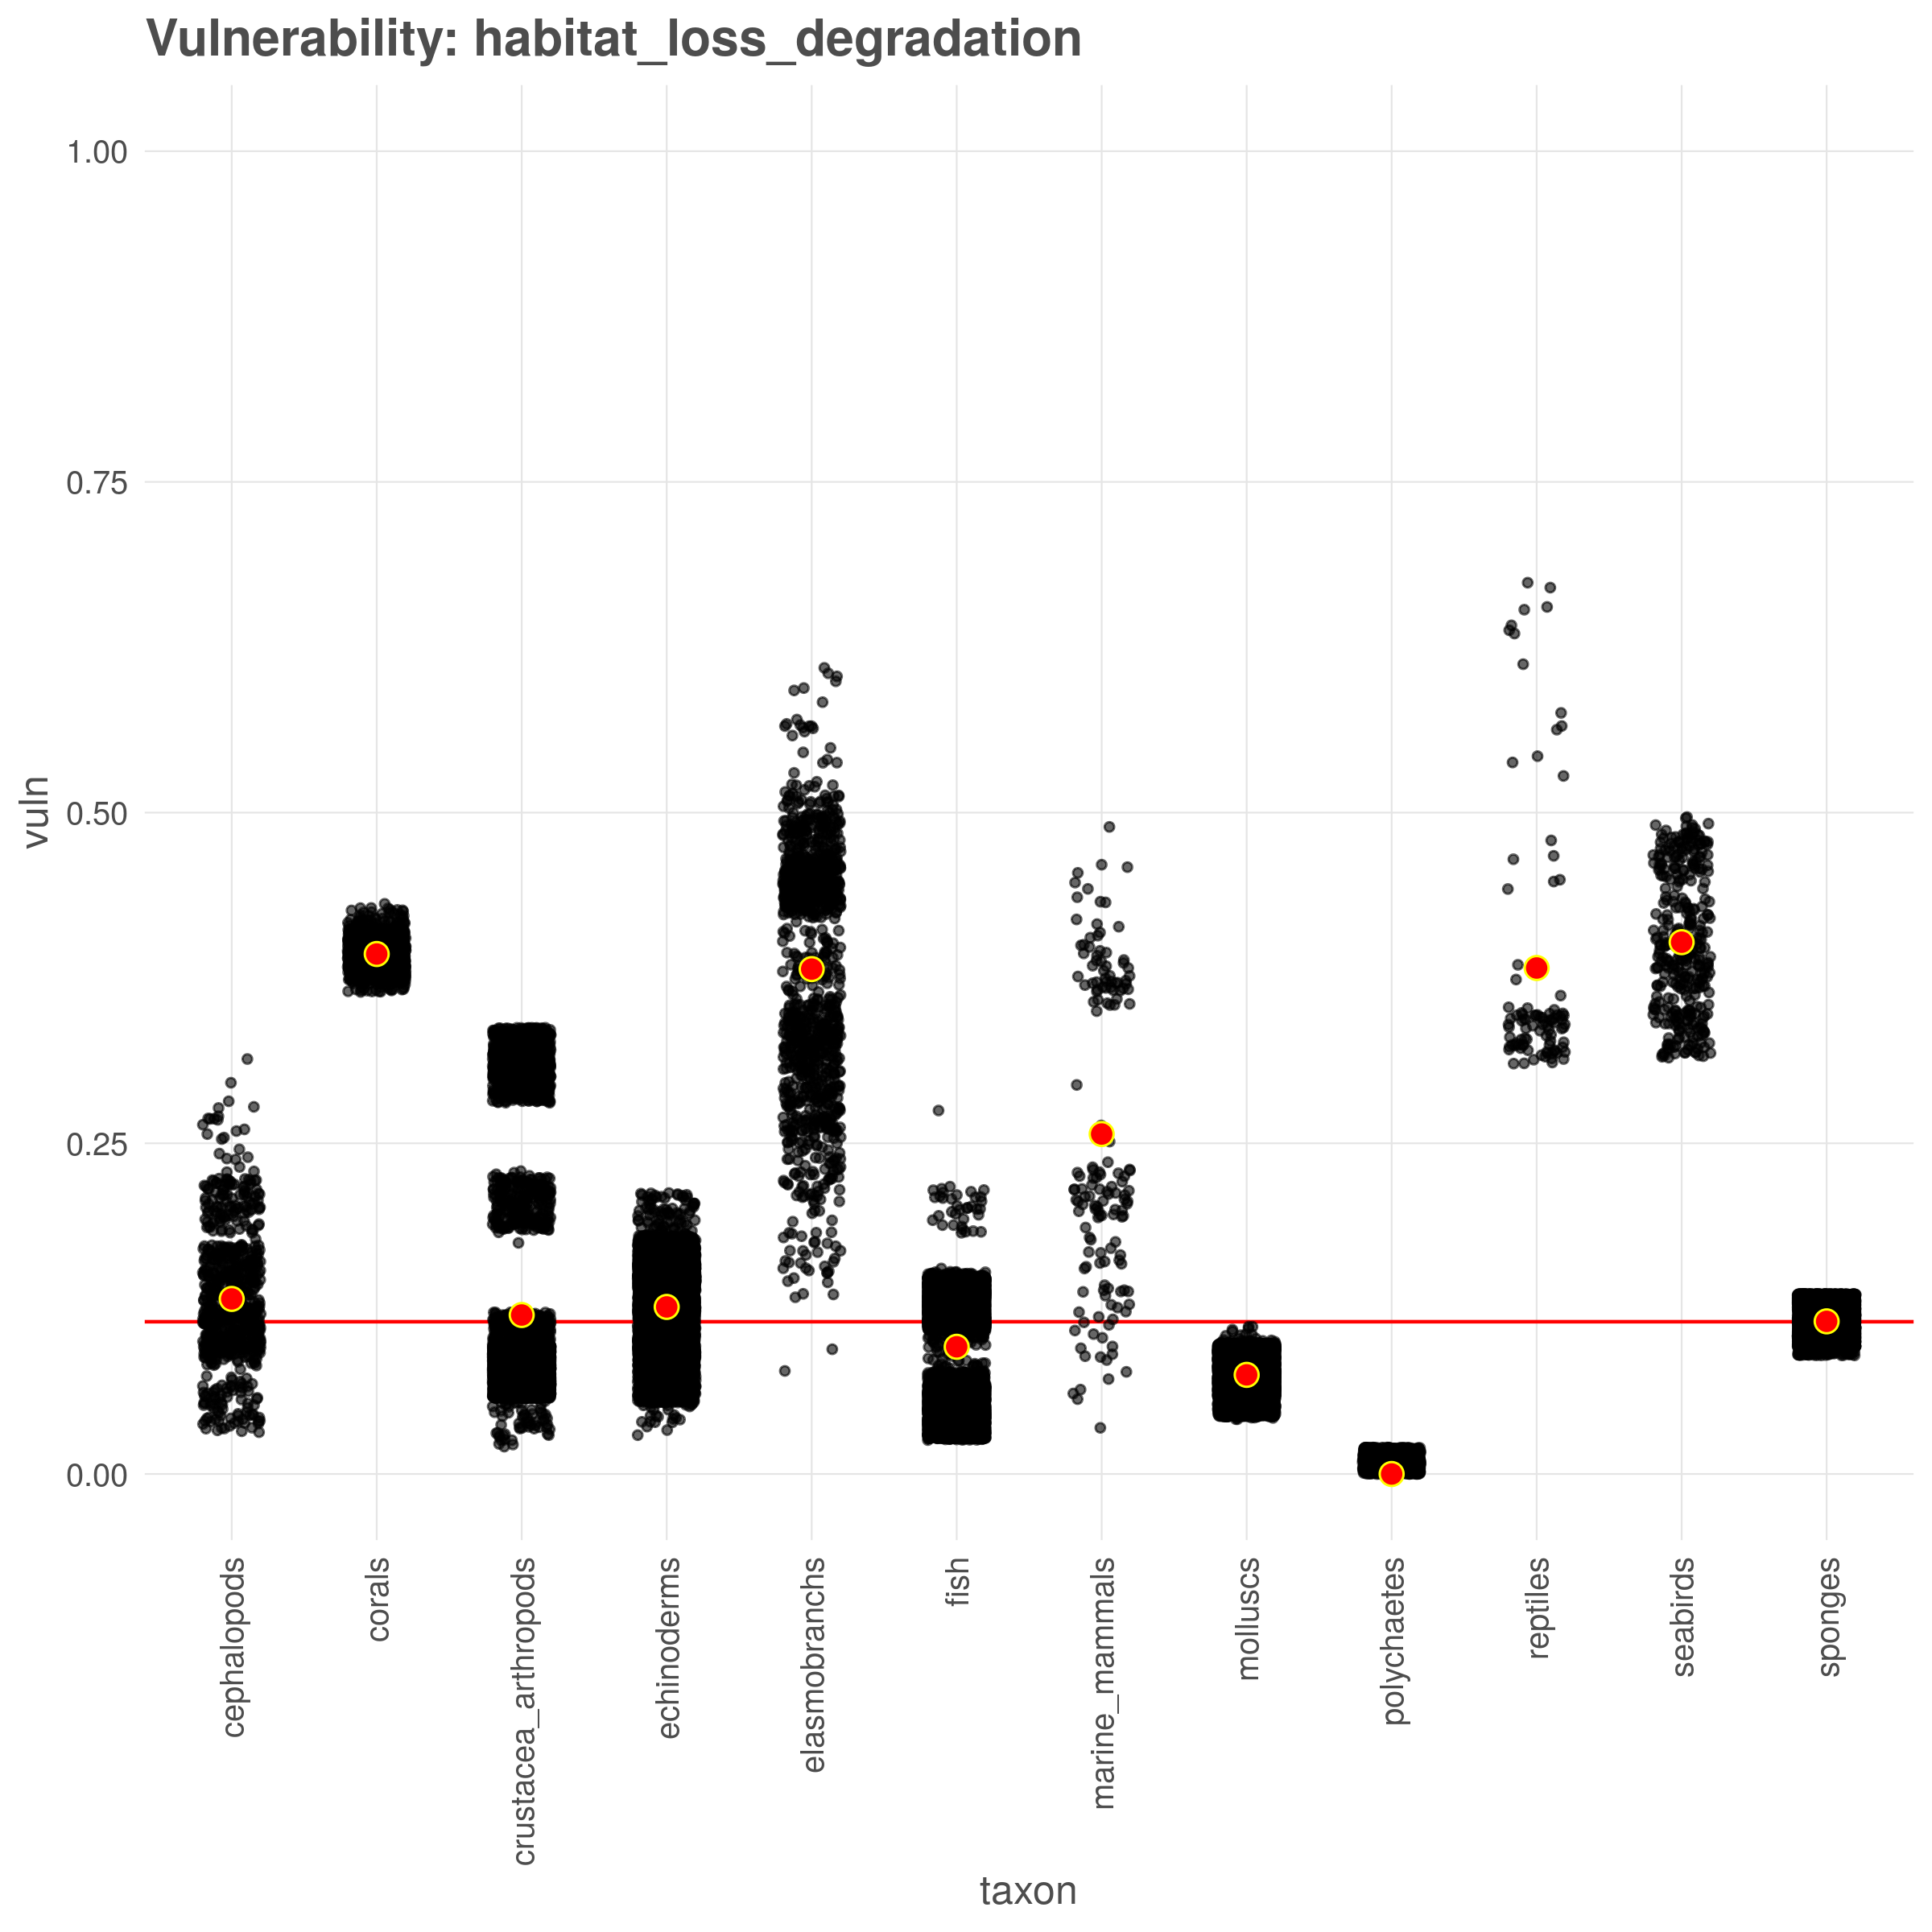 Vulnerability: habitat_loss_degradation
vuln
1.00
0.75
0.50
0.25
0.00
cephalopods
corals
crustacea_arthropods
echinoderms
elasmobranchs
fish
marine_mammals
molluscs
polychaetes
reptiles
seabirds
sponges
taxon